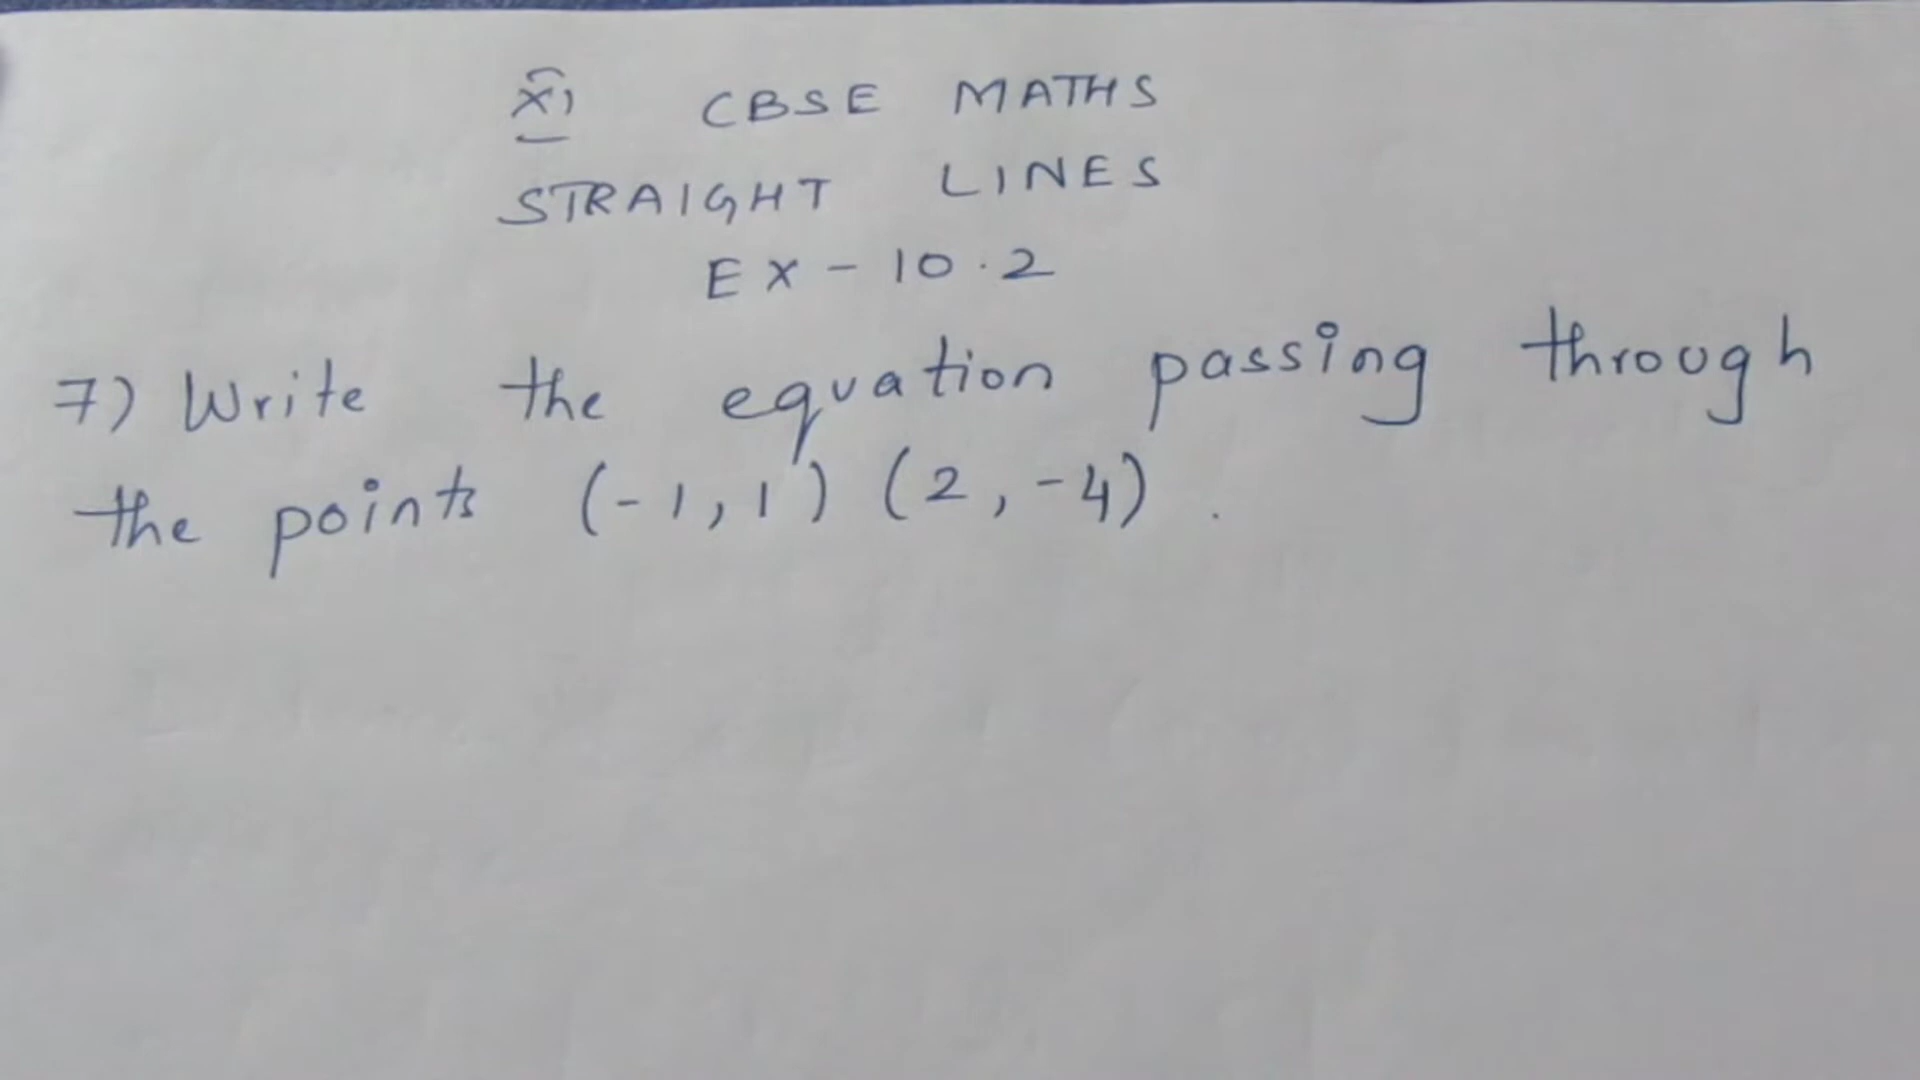 XI CBSE MATHS
STRAIGHT LINES
EX - 10.2
7) Write the equation passing through
the points (-1, 1) (2, -4).